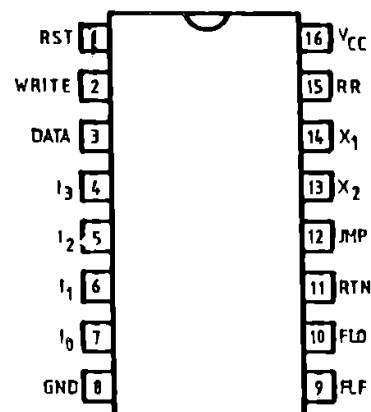 RST 1 16 VCC
WRITE 2 15 RR
DATA 3 14 X1
I3 4 13 X2
I2 5 12 JMP
I1 6 11 RTN
I0 7 10 FLO
GND 8 9 FLF